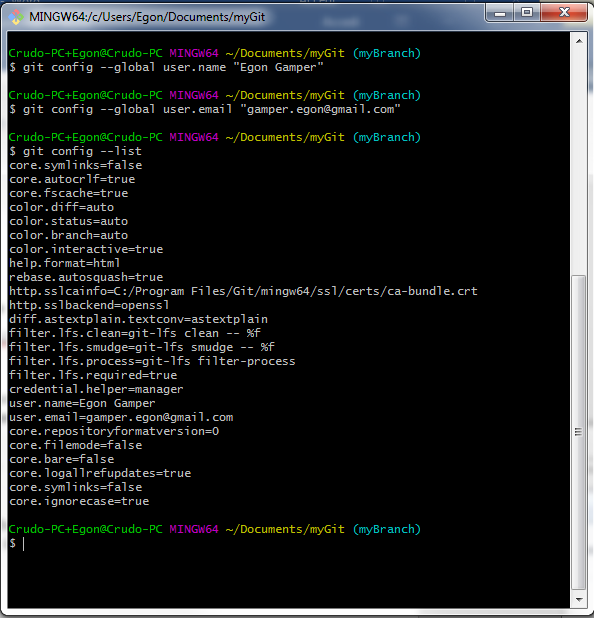 MINGW64:/c/Users/Egon/Documents/myGit
Crudo-PC+Egon@Crudo-PC MINGW64 ~/Documents/myGit (myBranch)
$ git config --global user.name "Egon Gamper"
Crudo-PC+Egon@Crudo-PC MINGW64 ~/Documents/myGit (myBranch)
$ git config --global user.email "gamper.egon@gmail.com"
Crudo-PC+Egon@Crudo-PC MINGW64 ~/Documents/myGit (myBranch)
$ git config --list
core.symlinks=false
core.autocrlf=true
core.fscache=true
color.diff=auto
color.status=auto
color.branch=auto
color.interactive=true
help.format=html
rebase.autosquash=true
http.sslcainfo=C:/Program Files/Git/mingw64/ssl/certs/ca-bundle.crt
http.sslbackend=openssl
diff.astextplain.textconv=astextplain
filter.lfs.clean=git-lfs clean -- %f
filter.lfs.smudge=git-lfs smudge -- %f
filter.lfs.process=git-lfs filter-process
filter.lfs.required=true
credential.helper=manager
user.name=Egon Gamper
user.email=gamper.egon@gmail.com
core.repositoryformatversion=0
core.filemode=false
core.bare=false
core.logallrefupdates=true
core.symlinks=false
core.ignorecase=true
Crudo-PC+Egon@Crudo-PC MINGW64 ~/Documents/myGit (myBranch)
$